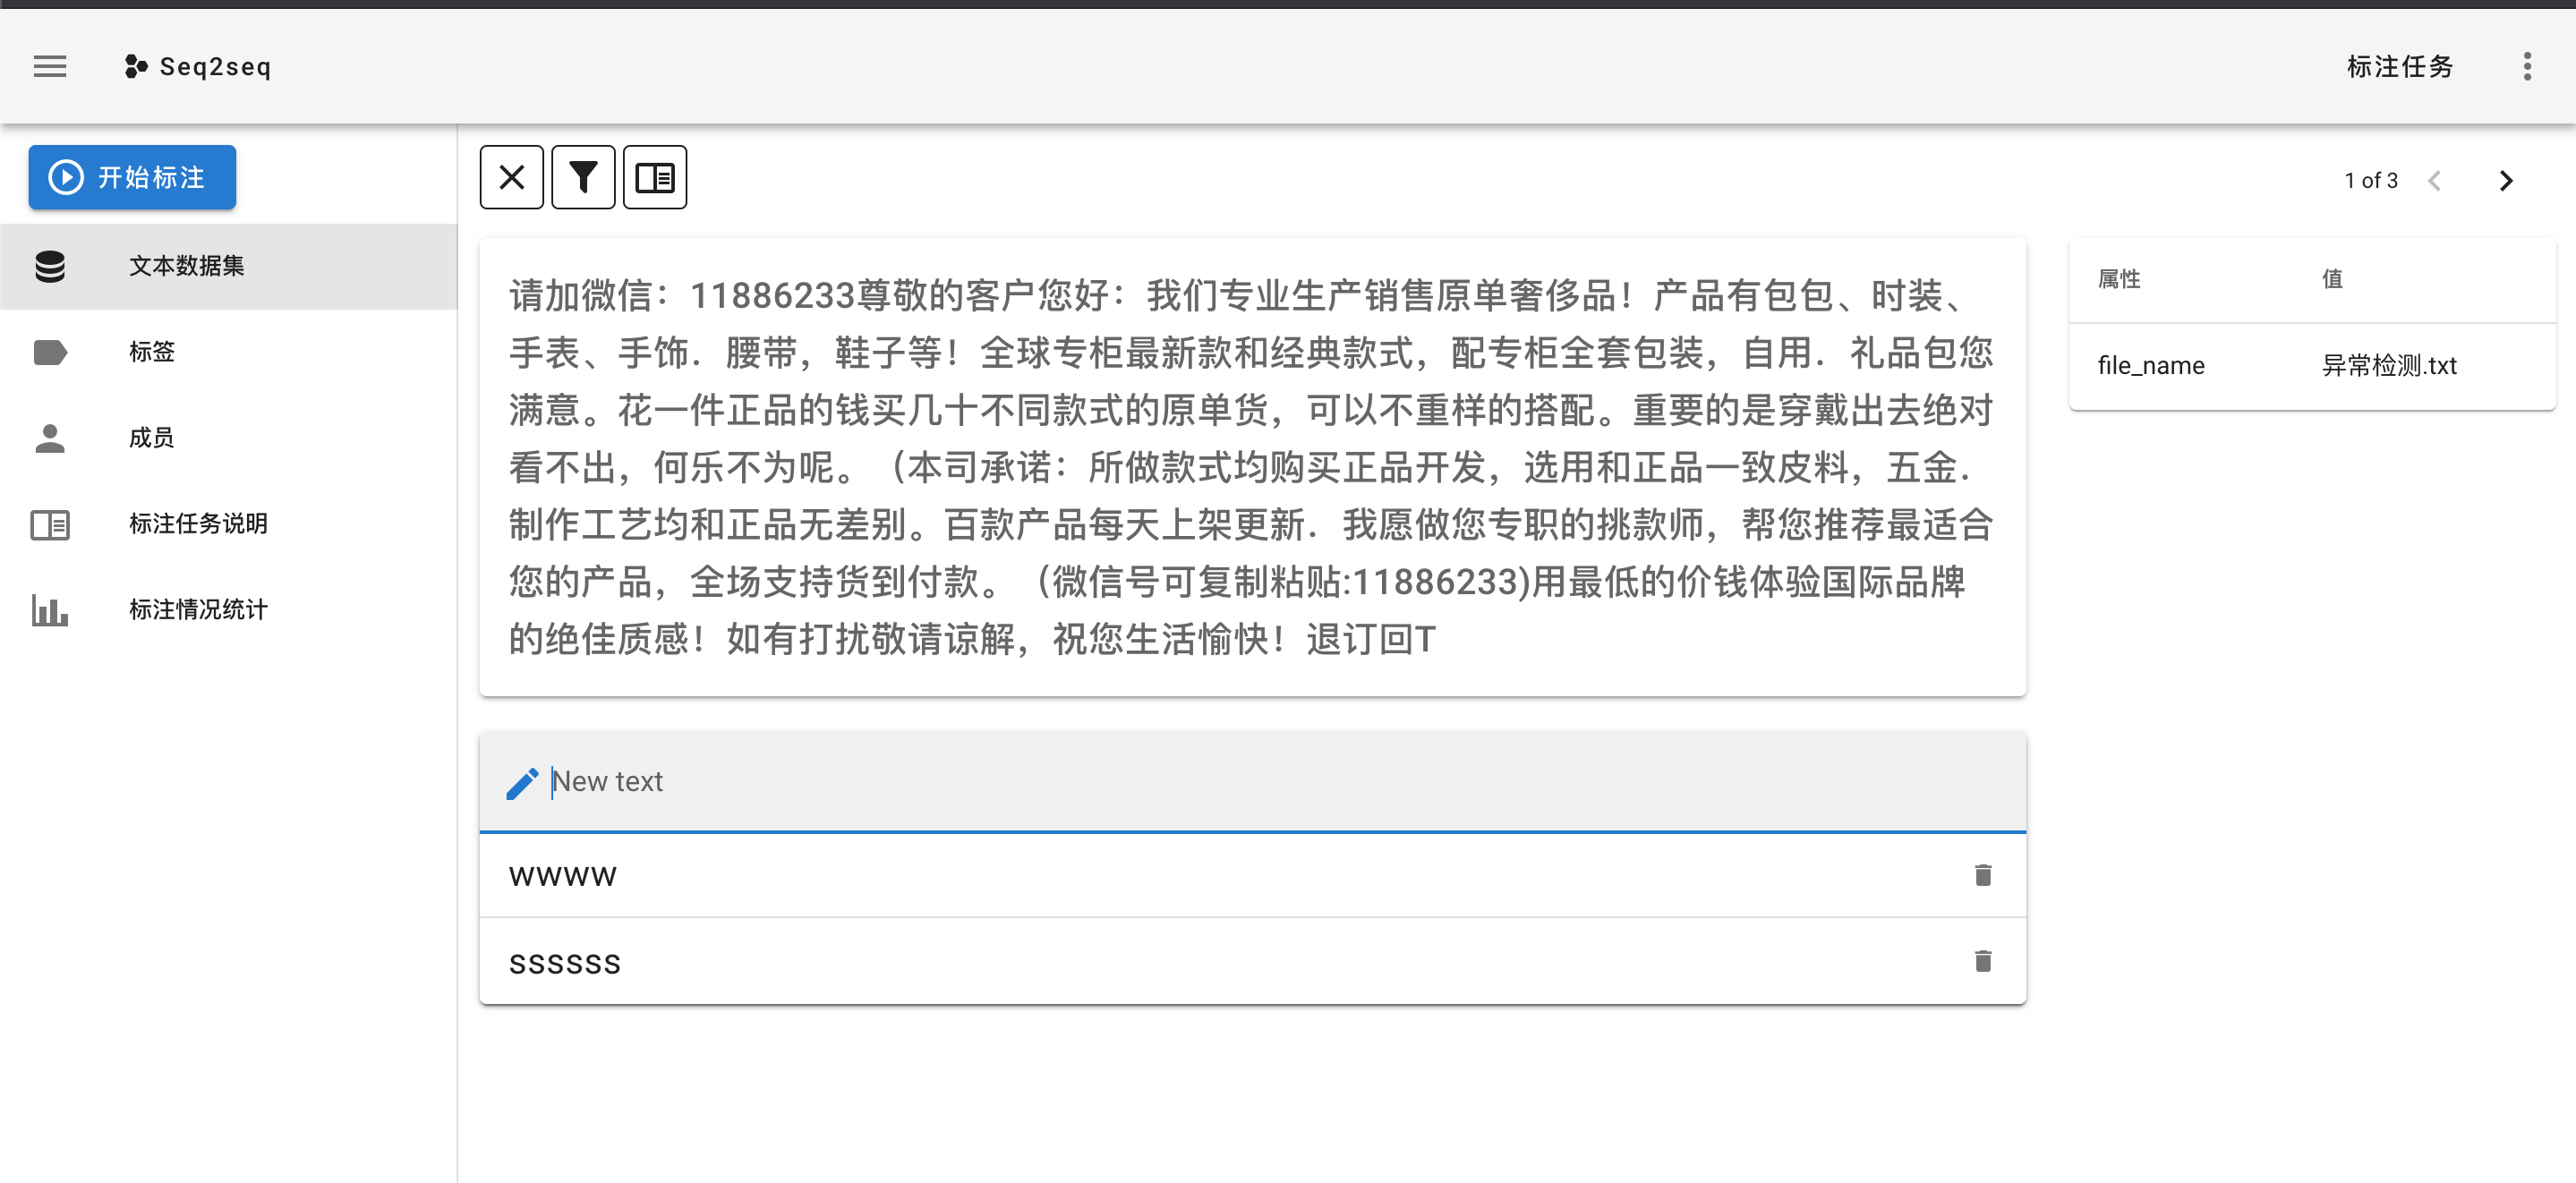 Seq2seq
标注任务
开始标注
文本数据集
标签
成员
标注任务说明
标注情况统计
1 of 3
请加微信：11886233尊敬的客户您好：我们专业生产销售原单奢侈品！产品有包包、时装、
手表、手饰．腰带，鞋子等！全球专柜最新款和经典款式，配专柜全套包装，自用．礼品包您
满意。花一件正品的钱买几十不同款式的原单货，可以不重样的搭配。重要的是穿戴出去绝对
看不出，何乐不为呢。（本司承诺：所做款式均购买正品开发，选用和正品一致皮料，五金．
制作工艺均和正品无差别。百款产品每天上架更新．我愿做您专职的挑款师，帮您推荐最适合
您的产品，全场支持货到付款。（微信号可复制粘贴:11886233)用最低的价钱体验国际品牌
的绝佳质感！如有打扰敬请谅解，祝您生活愉快！退订回T
New text
wwww
ssssss
属性 值
file_name 异常检测.txt